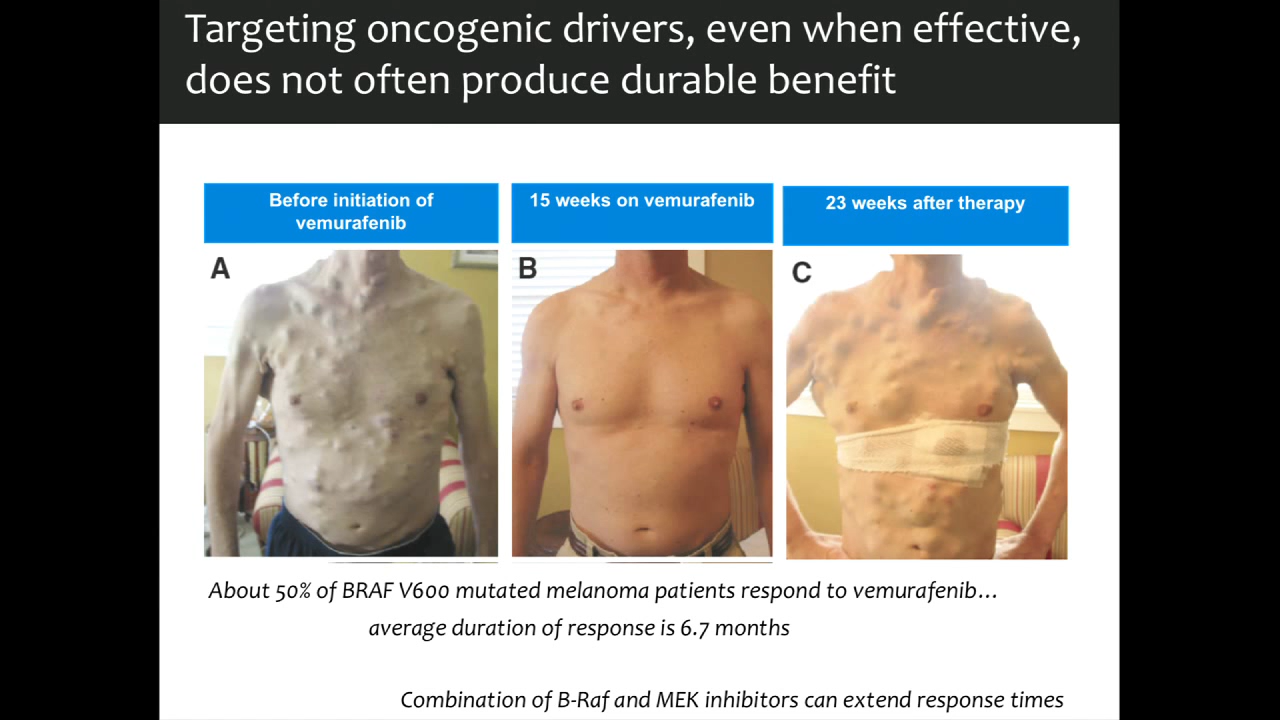 Targeting oncogenic drivers, even when effective,
does not often produce durable benefit
Before initiation of
vemurafenib
15 weeks on vemurafenib
23 weeks after therapy
A
B
C
About 50% of BRAF V600 mutated melanoma patients respond to vemurafenib…
average duration of response is 6.7 months
Combination of B-Raf and MEK inhibitors can extend response times